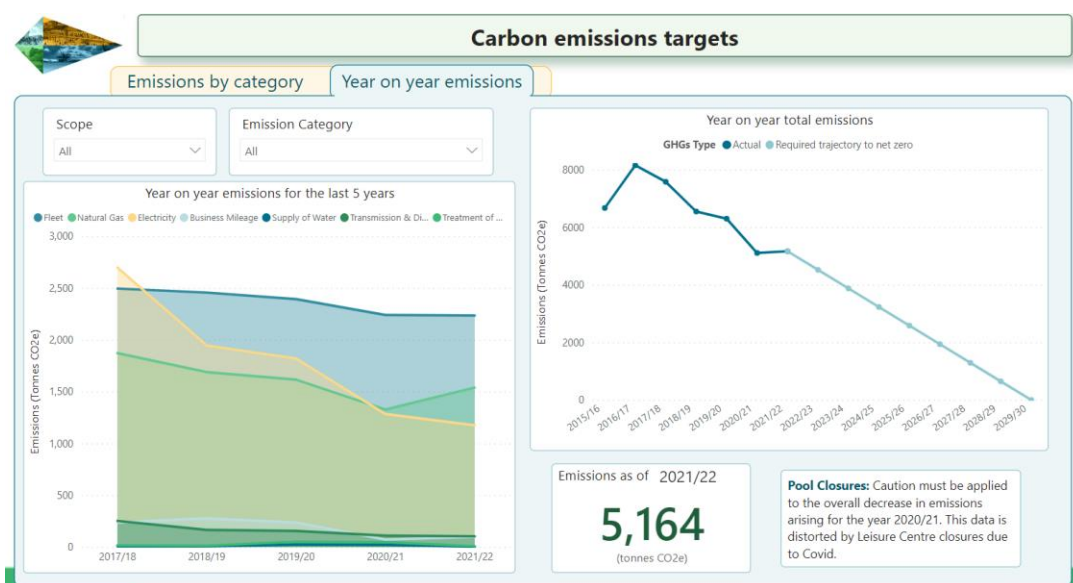 Carbon emissions targets
Emissions by category
Year on year emissions
Scope
All
Emission Category
All
Year on year emissions for the last 5 years
Fleet Natural Gas Electricity Business Mileage Supply of Water Transmission & Di... Treatment of ...
Emissions (Tonnes CO2e)
3,000
2,500
2,000
1,500
1,000
500
0
2017/18 2018/19 2019/20 2020/21 2021/22
Year on year total emissions
GHGs Type Actual Required trajectory to net zero
Emissions (Tonnes CO2e)
8000
6000
4000
2000
0
2015/16 2016/17 2017/18 2018/19 2019/20 2020/21 2021/22 2022/23 2023/24 2024/25 2025/26 2026/27 2027/28 2028/29 2029/30
Emissions as of 2021/22
5,164
(tonnes CO2e)
Pool Closures: Caution must be applied
to the overall decrease in emissions
arising for the year 2020/21. This data is
distorted by Leisure Centre closures due
to Covid.